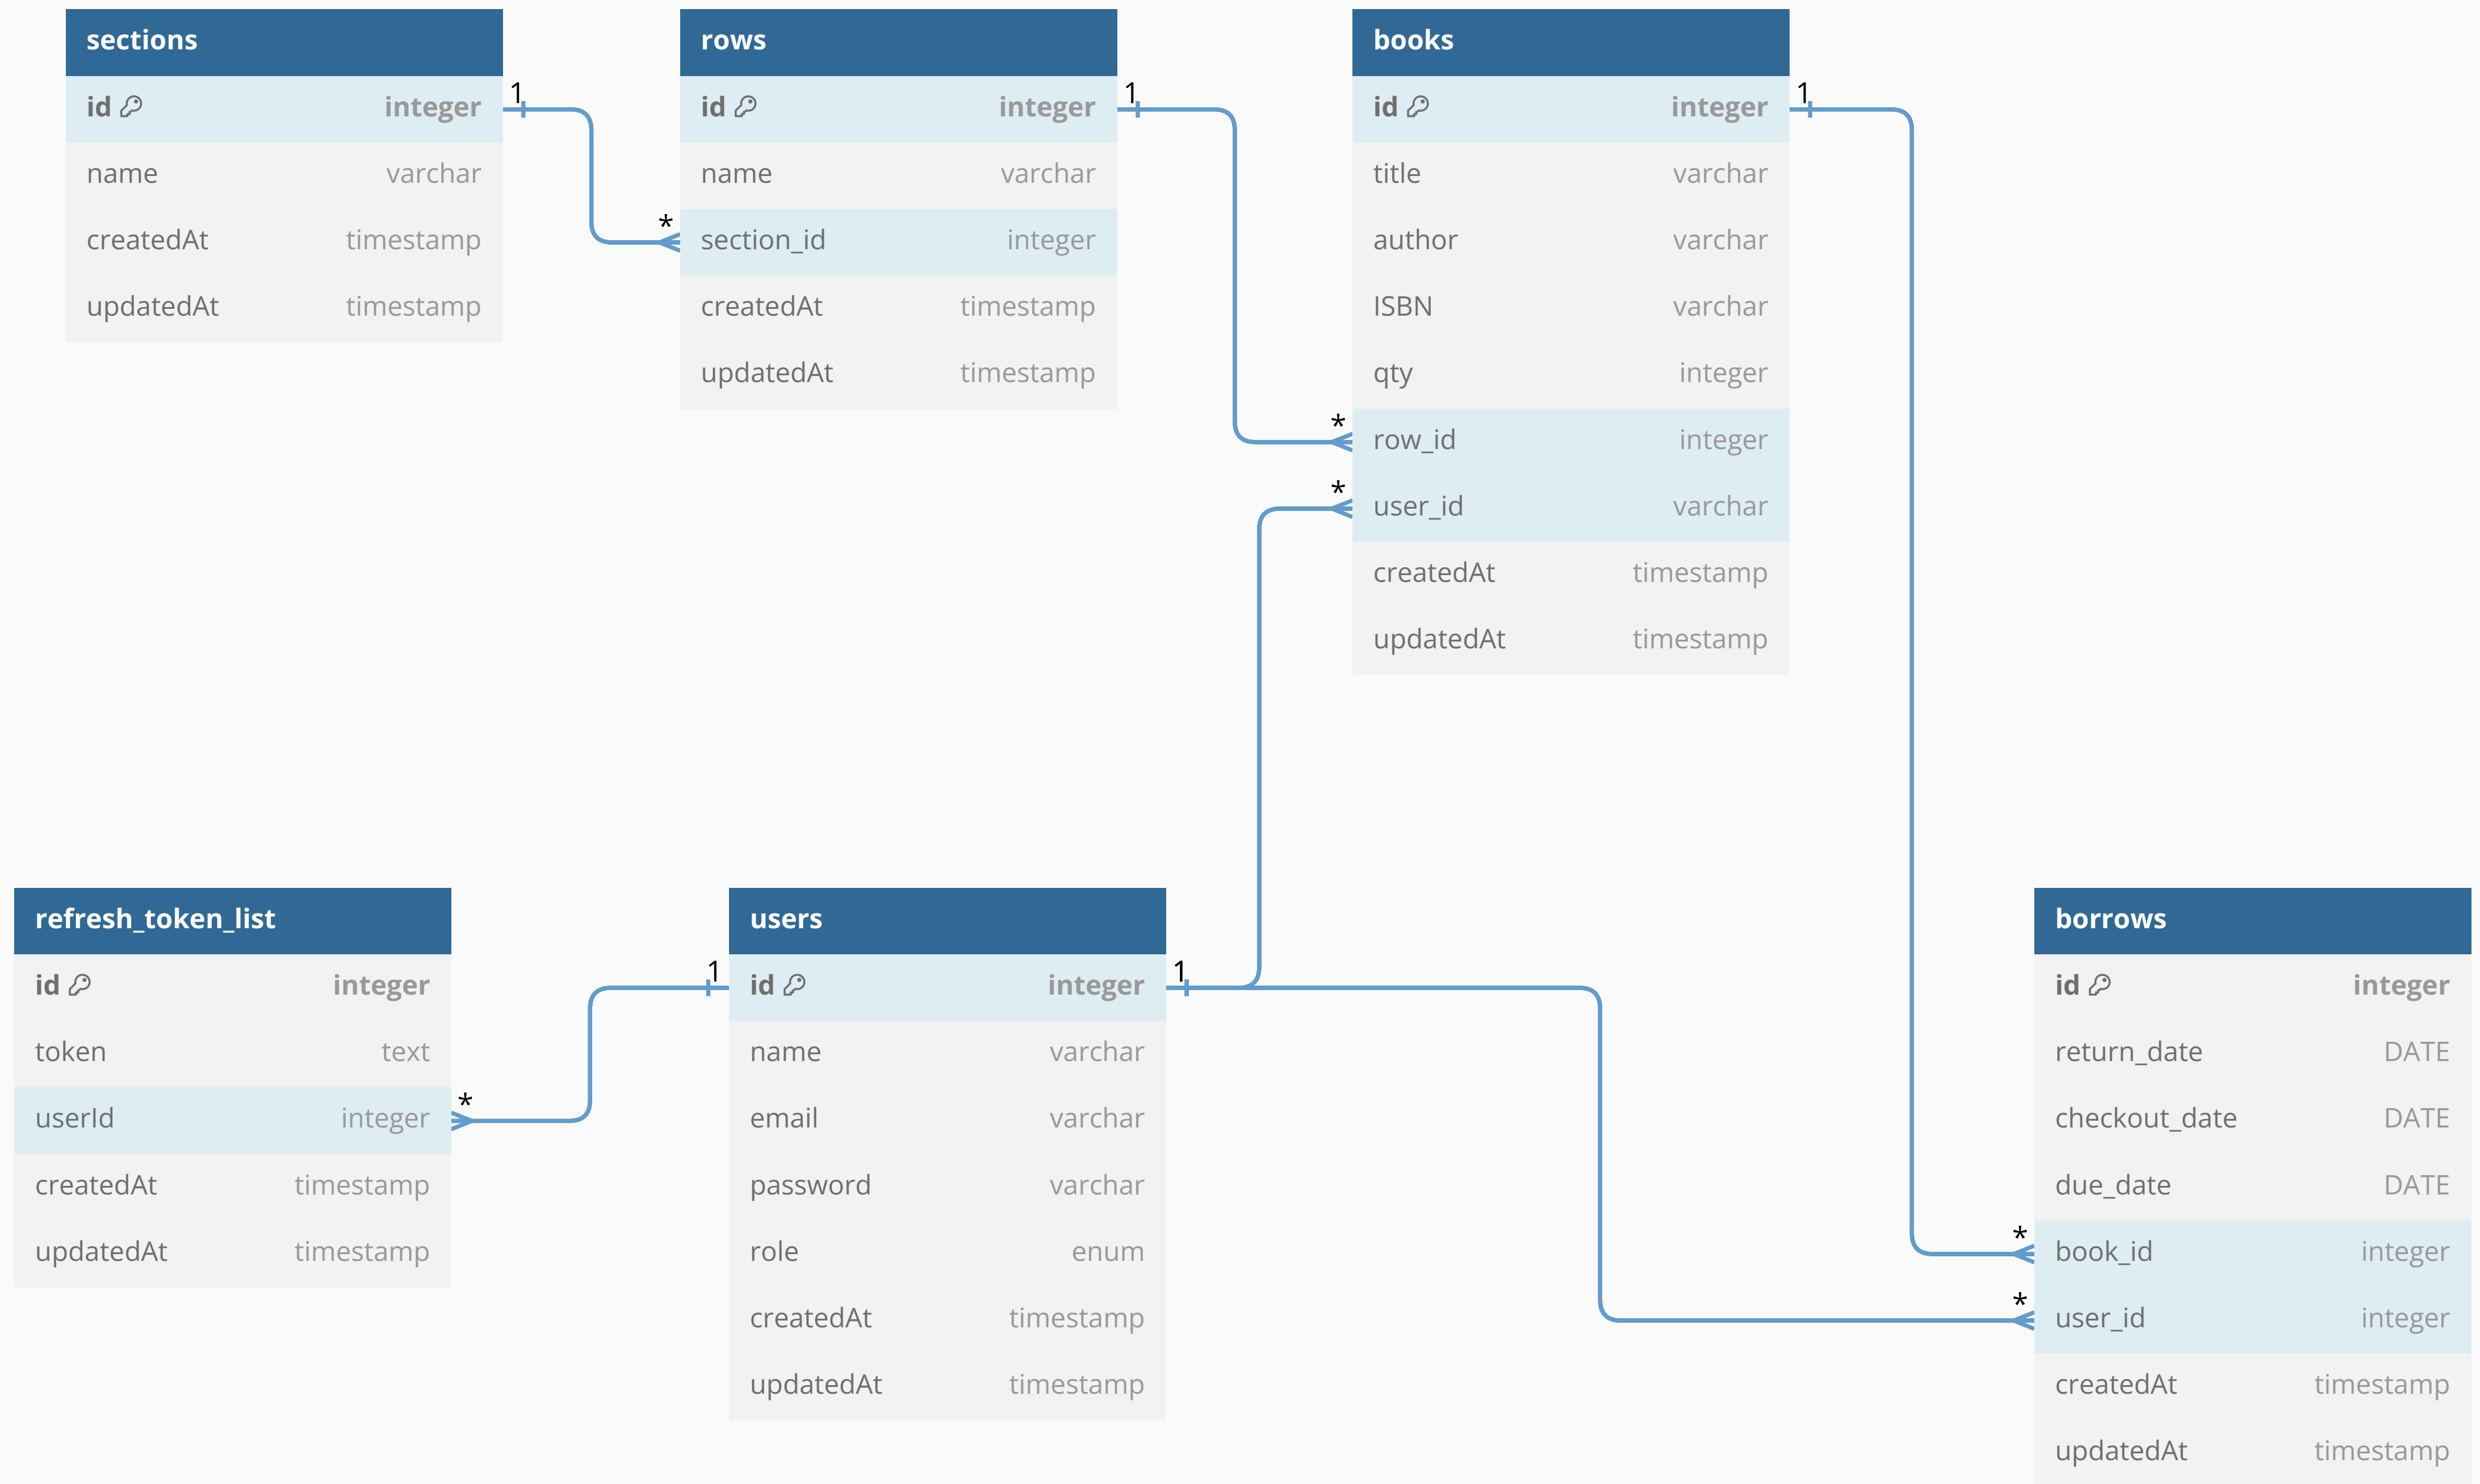 sections
id integer
name varchar
createdAt timestamp
updatedAt timestamp
1
*
rows
id integer
name varchar
section_id integer
createdAt timestamp
updatedAt timestamp
1
*
*
books
id integer
title varchar
author varchar
ISBN varchar
qty integer
row_id integer
user_id varchar
createdAt timestamp
updatedAt timestamp
1
refresh_token_list
id integer
token text
userId integer
createdAt timestamp
updatedAt timestamp
*
1
users
id integer
name varchar
email varchar
password varchar
role enum
createdAt timestamp
updatedAt timestamp
1
*
*
borrows
id integer
return_date DATE
checkout_date DATE
due_date DATE
book_id integer
user_id integer
createdAt timestamp
updatedAt timestamp